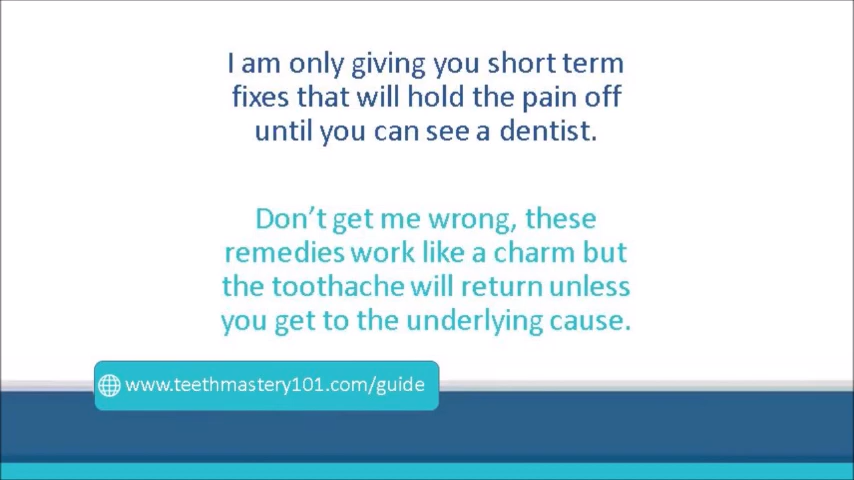 I am only giving you short term
fixes that will hold the pain off
until you can see a dentist.
Don't get me wrong, these
remedies work like a charm but
the toothache will return unless
you get to the underlying cause.
www.teethmastery101.com/guide